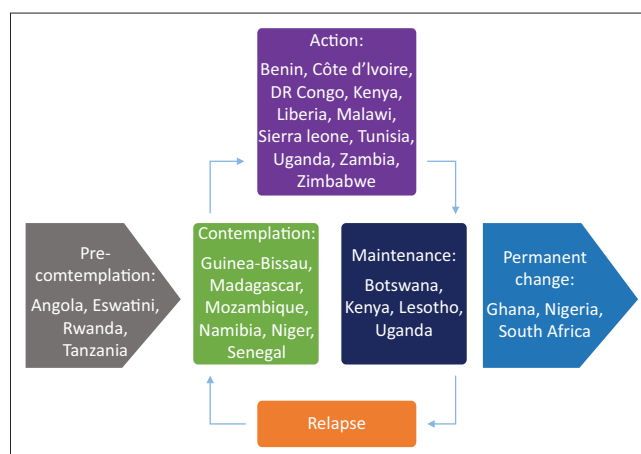 Action:
Benin, Côte d'Ivoire,
DR Congo, Kenya,
Liberia, Malawi,
Sierra leone, Tunisia,
Uganda, Zambia,
Zimbabwe
Pre-
comtemplation:
Angola, Eswatini,
Rwanda,
Tanzania
Contemplation:
Guinea-Bissau,
Madagascar,
Mozambique,
Namibia, Niger,
Senegal
Maintenance:
Botswana,
Kenya, Lesotho,
Uganda
Permanent
change:
Ghana, Nigeria,
South Africa
Relapse